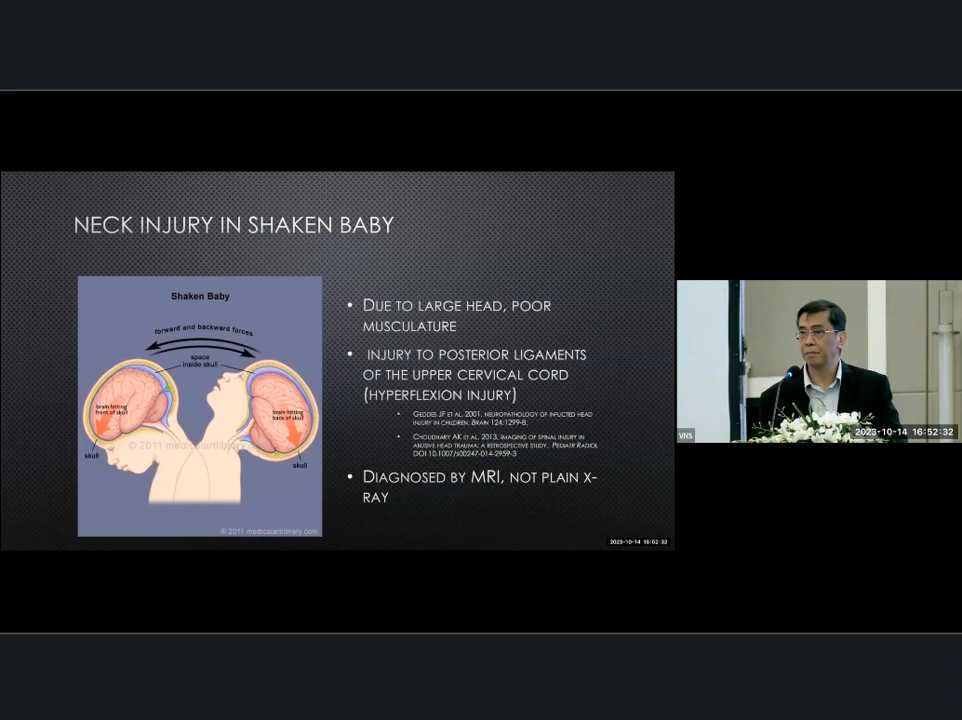 NECK INJURY IN SHAKEN BABY
Shaken Baby
forward and backward forces
space
inside skull
brain hitting
front of skull
brain hitting
back of skull
skull
skull
© 2011 medicalartlibrary.com
© 2011 medicalartlibrary.com
• DUE TO LARGE HEAD, POOR
MUSCULATURE
• INJURY TO POSTERIOR LIGAMENTS
OF THE UPPER CERVICAL CORD
(HYPERFLEXION INJURY)
• GEDDES JF ET AL. 2001. NEUROPATHOLOGY OF INFLICTED HEAD
INJURY IN CHILDREN. BRAIN 124:1299-8.
• CHOUDHARY AK ET AL. 2013, IMAGING OF SPINAL INJURY IN
ABUSIVE HEAD TRAUMA: A RETROSPECTIVE STUDY. PEDIATR RADIOL
DOI 10.1007/s00247-014-2959-3
• DIAGNOSED BY MRI, NOT PLAIN X-
RAY
2023-10-14 16:52:32
VNS
2023-10-14 16:52:32